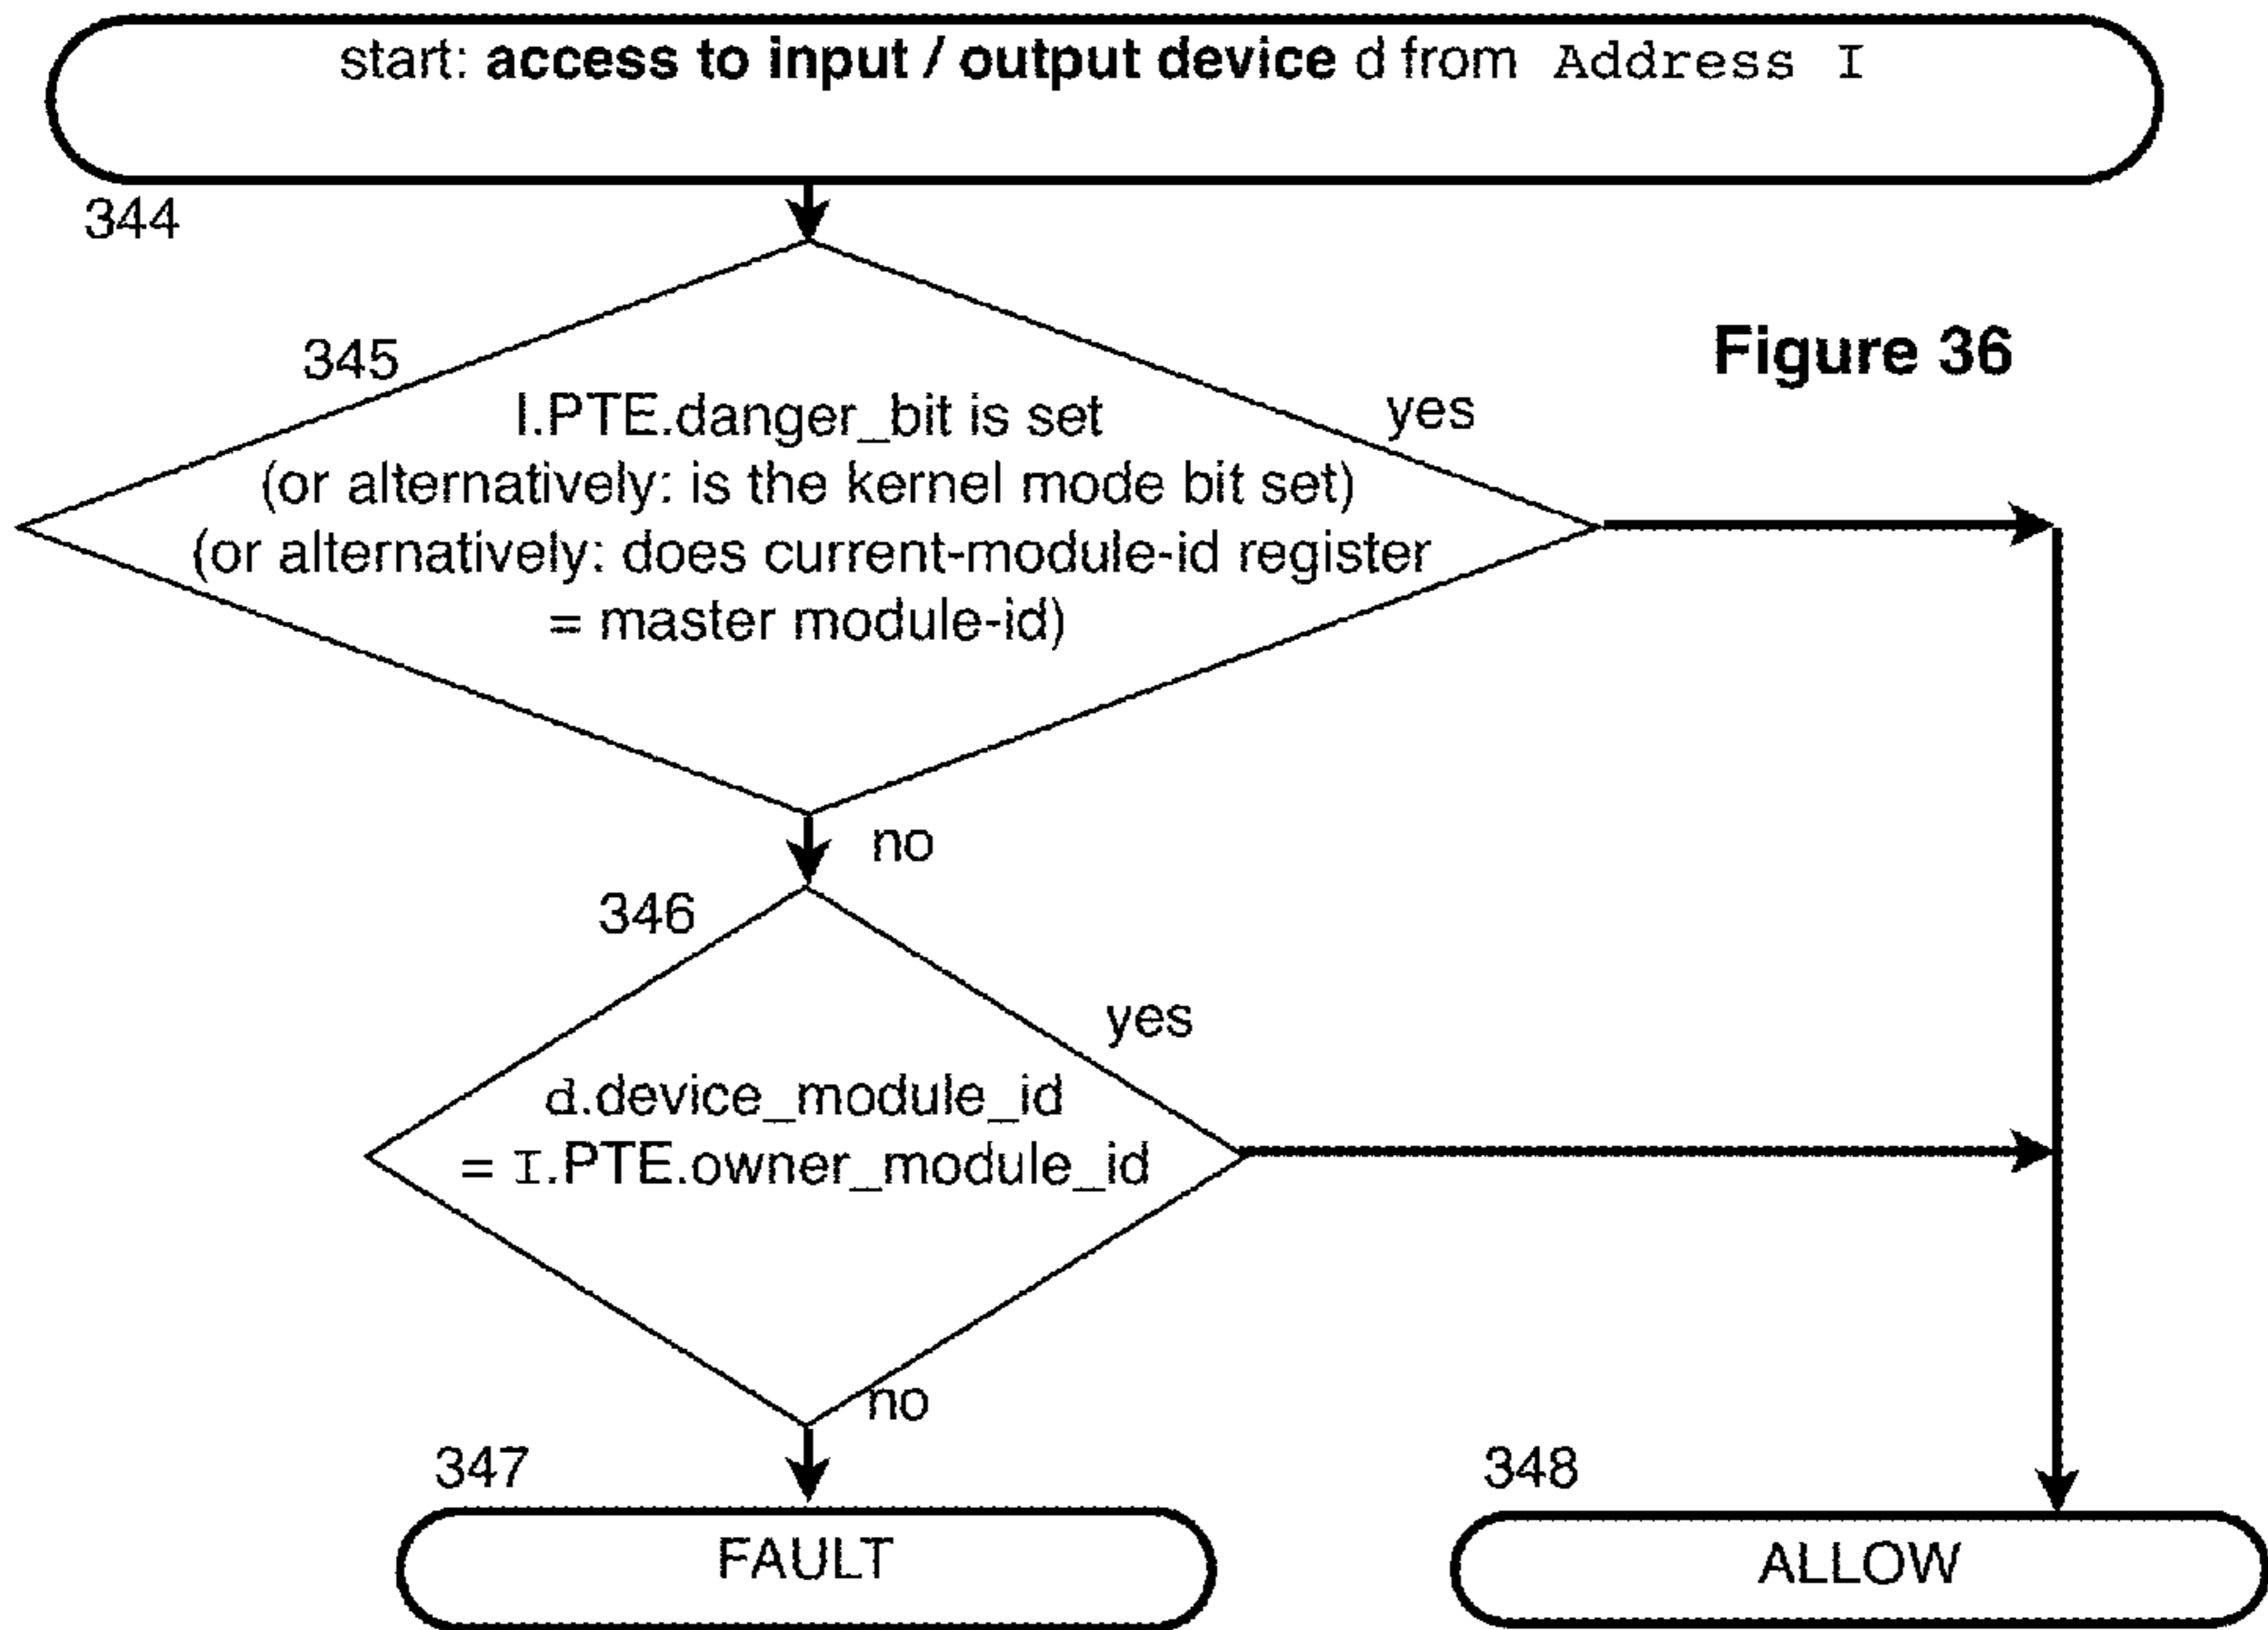 start: access to input / output device d from Address I
344
345
Figure 36
I.PTE.danger_bit is set
yes
(or alternatively: is the kernel mode bit set)
(or alternatively: does current-module-id register
= master module-id)
no
346
yes
d.device_module_id
= I.PTE.owner_module_id
no
347
348
FAULT
ALLOW